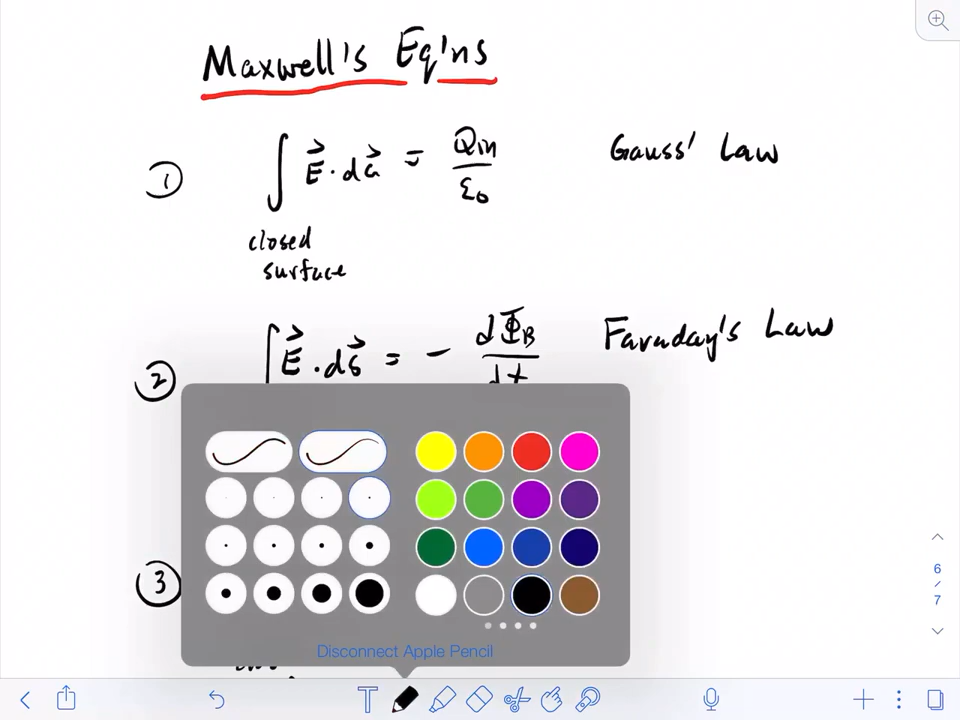 Maxwell's Eq'ns
① ∫ E⃗ · da⃗ = Qin / ε0 Gauss' Law
closed
surface
② ∫ E⃗ · ds⃗ = - dΦB / dt Faraday's Law
③
Disconnect Apple Pencil
T
6
/
7